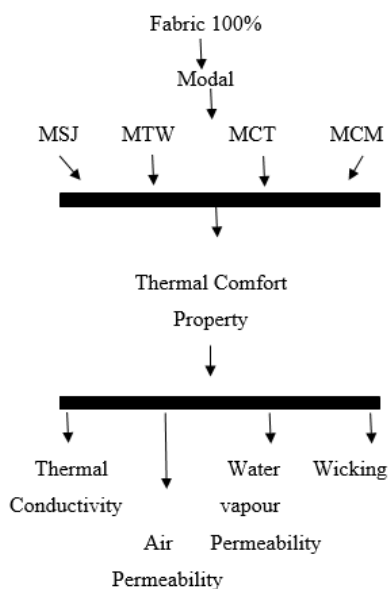 Fabric 100%
Modal
MSJ MTW MCT MCM
Thermal Comfort
Property
Thermal
Conductivity
Air
Permeability
Water
vapour
Permeability
Wicking